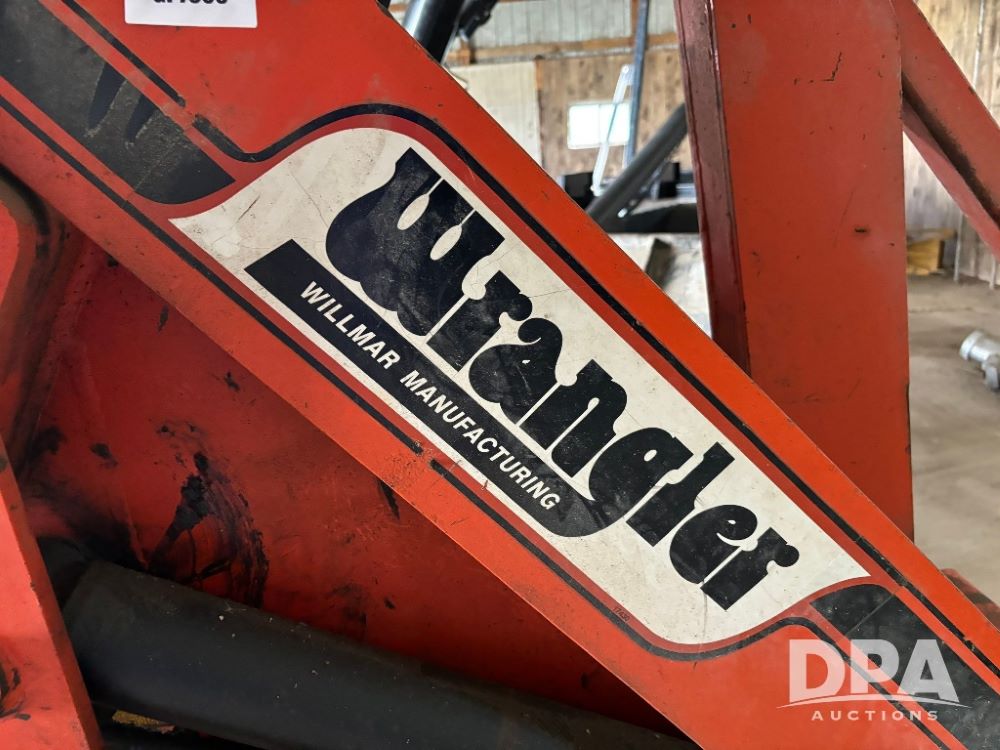 Wrangler
WILLMAR MANUFACTURING
DPA
AUCTIONS